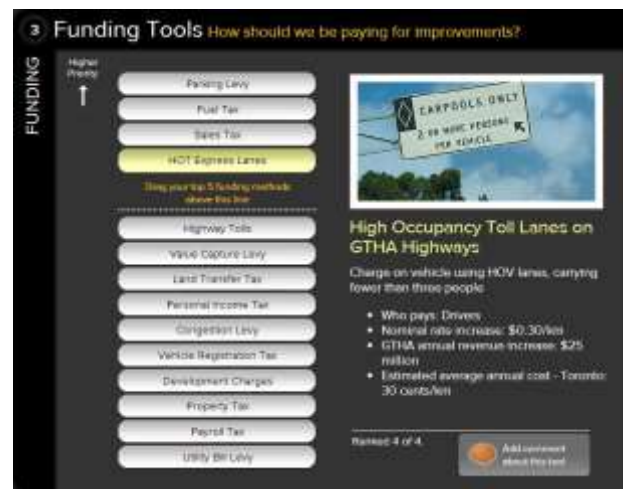 3 Funding Tools How should we be paying for improvements?
FUNDING
Higher
Priority
Parking Levy
Fuel Tax
Sales Tax
HOT Express Lanes
Drag your top 5 funding methods
above this line
Highway Tolls
Value Capture Levy
Land Transfer Tax
Personal Income Tax
Congestion Levy
Vehicle Registration Tax
Development Charges
Property Tax
Payroll Tax
Utility Bill Levy
CARPOOLS ONLY
2 OR MORE PERSONS
PER VEHICLE
High Occupancy Toll Lanes on
GTHA Highways
Charge on vehicle using HOV lanes, carrying
fewer than three people
• Who pays: Drivers
• Nominal rate increase: $0.30/km
• GTHA annual revenue increase: $25
million
• Estimated average annual cost - Toronto:
30 cents/km
Ranked 4 of 4
Add comment
about this tool